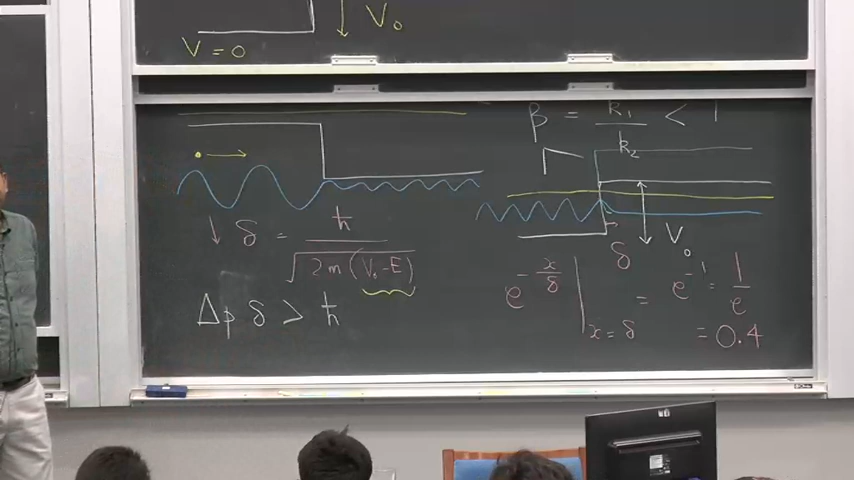 V = 0
V₀
β = k₁/k₂ < 1
↓ δ = ħ/√(2m(V₀-E))
V₀
δ
e^(-x/δ) |ₓ₌δ = e⁻¹ = 1/e
= 0.4
Δp δ > ħ